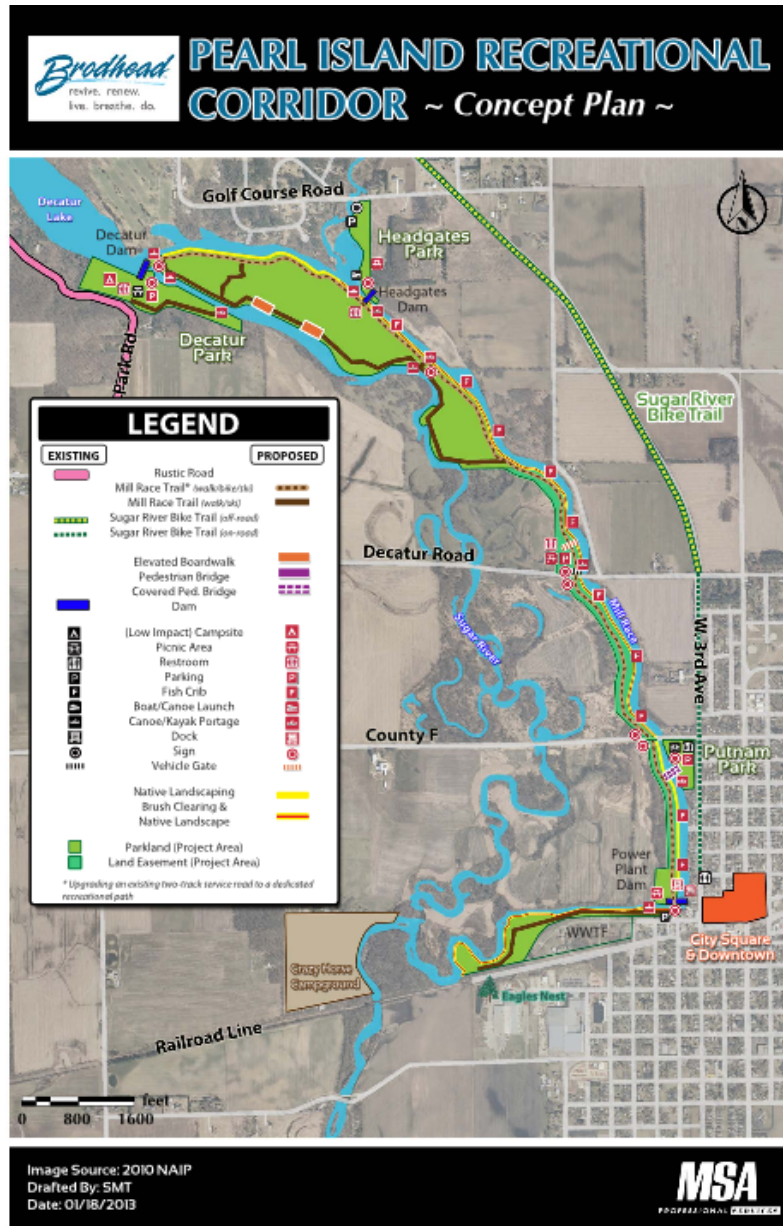 Brodhead
revive. renew.
live. breathe. do.
PEARL ISLAND RECREATIONAL
CORRIDOR ~ Concept Plan ~
Golf Course Road
Decatur
Lake
Decatur
Dam
P
Headgates
Park
Headgates
Dam
Decatur
Park
Park Rd
Sugar River
Bike Trail
LEGEND
EXISTING
PROPOSED
Rustic Road
Mill Race Trail* (walk/bike/ski)
Mill Race Trail (walk/ski)
Sugar River Bike Trail (off-road)
Sugar River Bike Trail (on-road)
Elevated Boardwalk
Pedestrian Bridge
Covered Ped. Bridge
Dam
(Low Impact) Campsite
Picnic Area
Restroom
P Parking P
F Fish Crib F
Boat/Canoe Launch
Canoe/Kayak Portage
Dock
Sign
Vehicle Gate
Native Landscaping
Brush Clearing &
Native Landscape
Parkland (Project Area)
Land Easement (Project Area)
* Upgrading an existing two-track service road to a dedicated
recreational path
Decatur Road
Mill Race
W. 3rd Ave
Sugar River
County F
Putnam
Park
Power
Plant
Dam
WWTF
City Square
& Downtown
Crazy Horse
Campground
Eagles Nest
Railroad Line
feet
0 800 1600
Image Source: 2010 NAIP
Drafted By: SMT
Date: 01/18/2013
MSA
PROFESSIONAL SERVICES